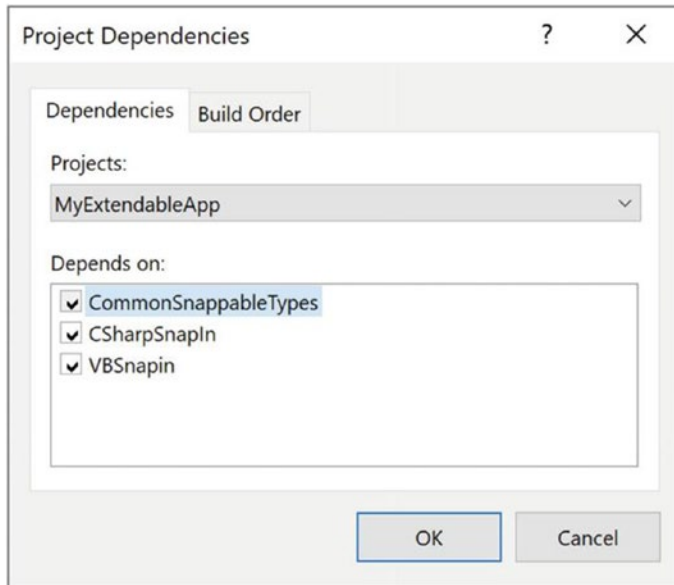 Project Dependencies ? ×
Dependencies Build Order
Projects:
MyExtendableApp
Depends on:
CommonSnappableTypes
CSharpSnapIn
VBSnapin
OK Cancel